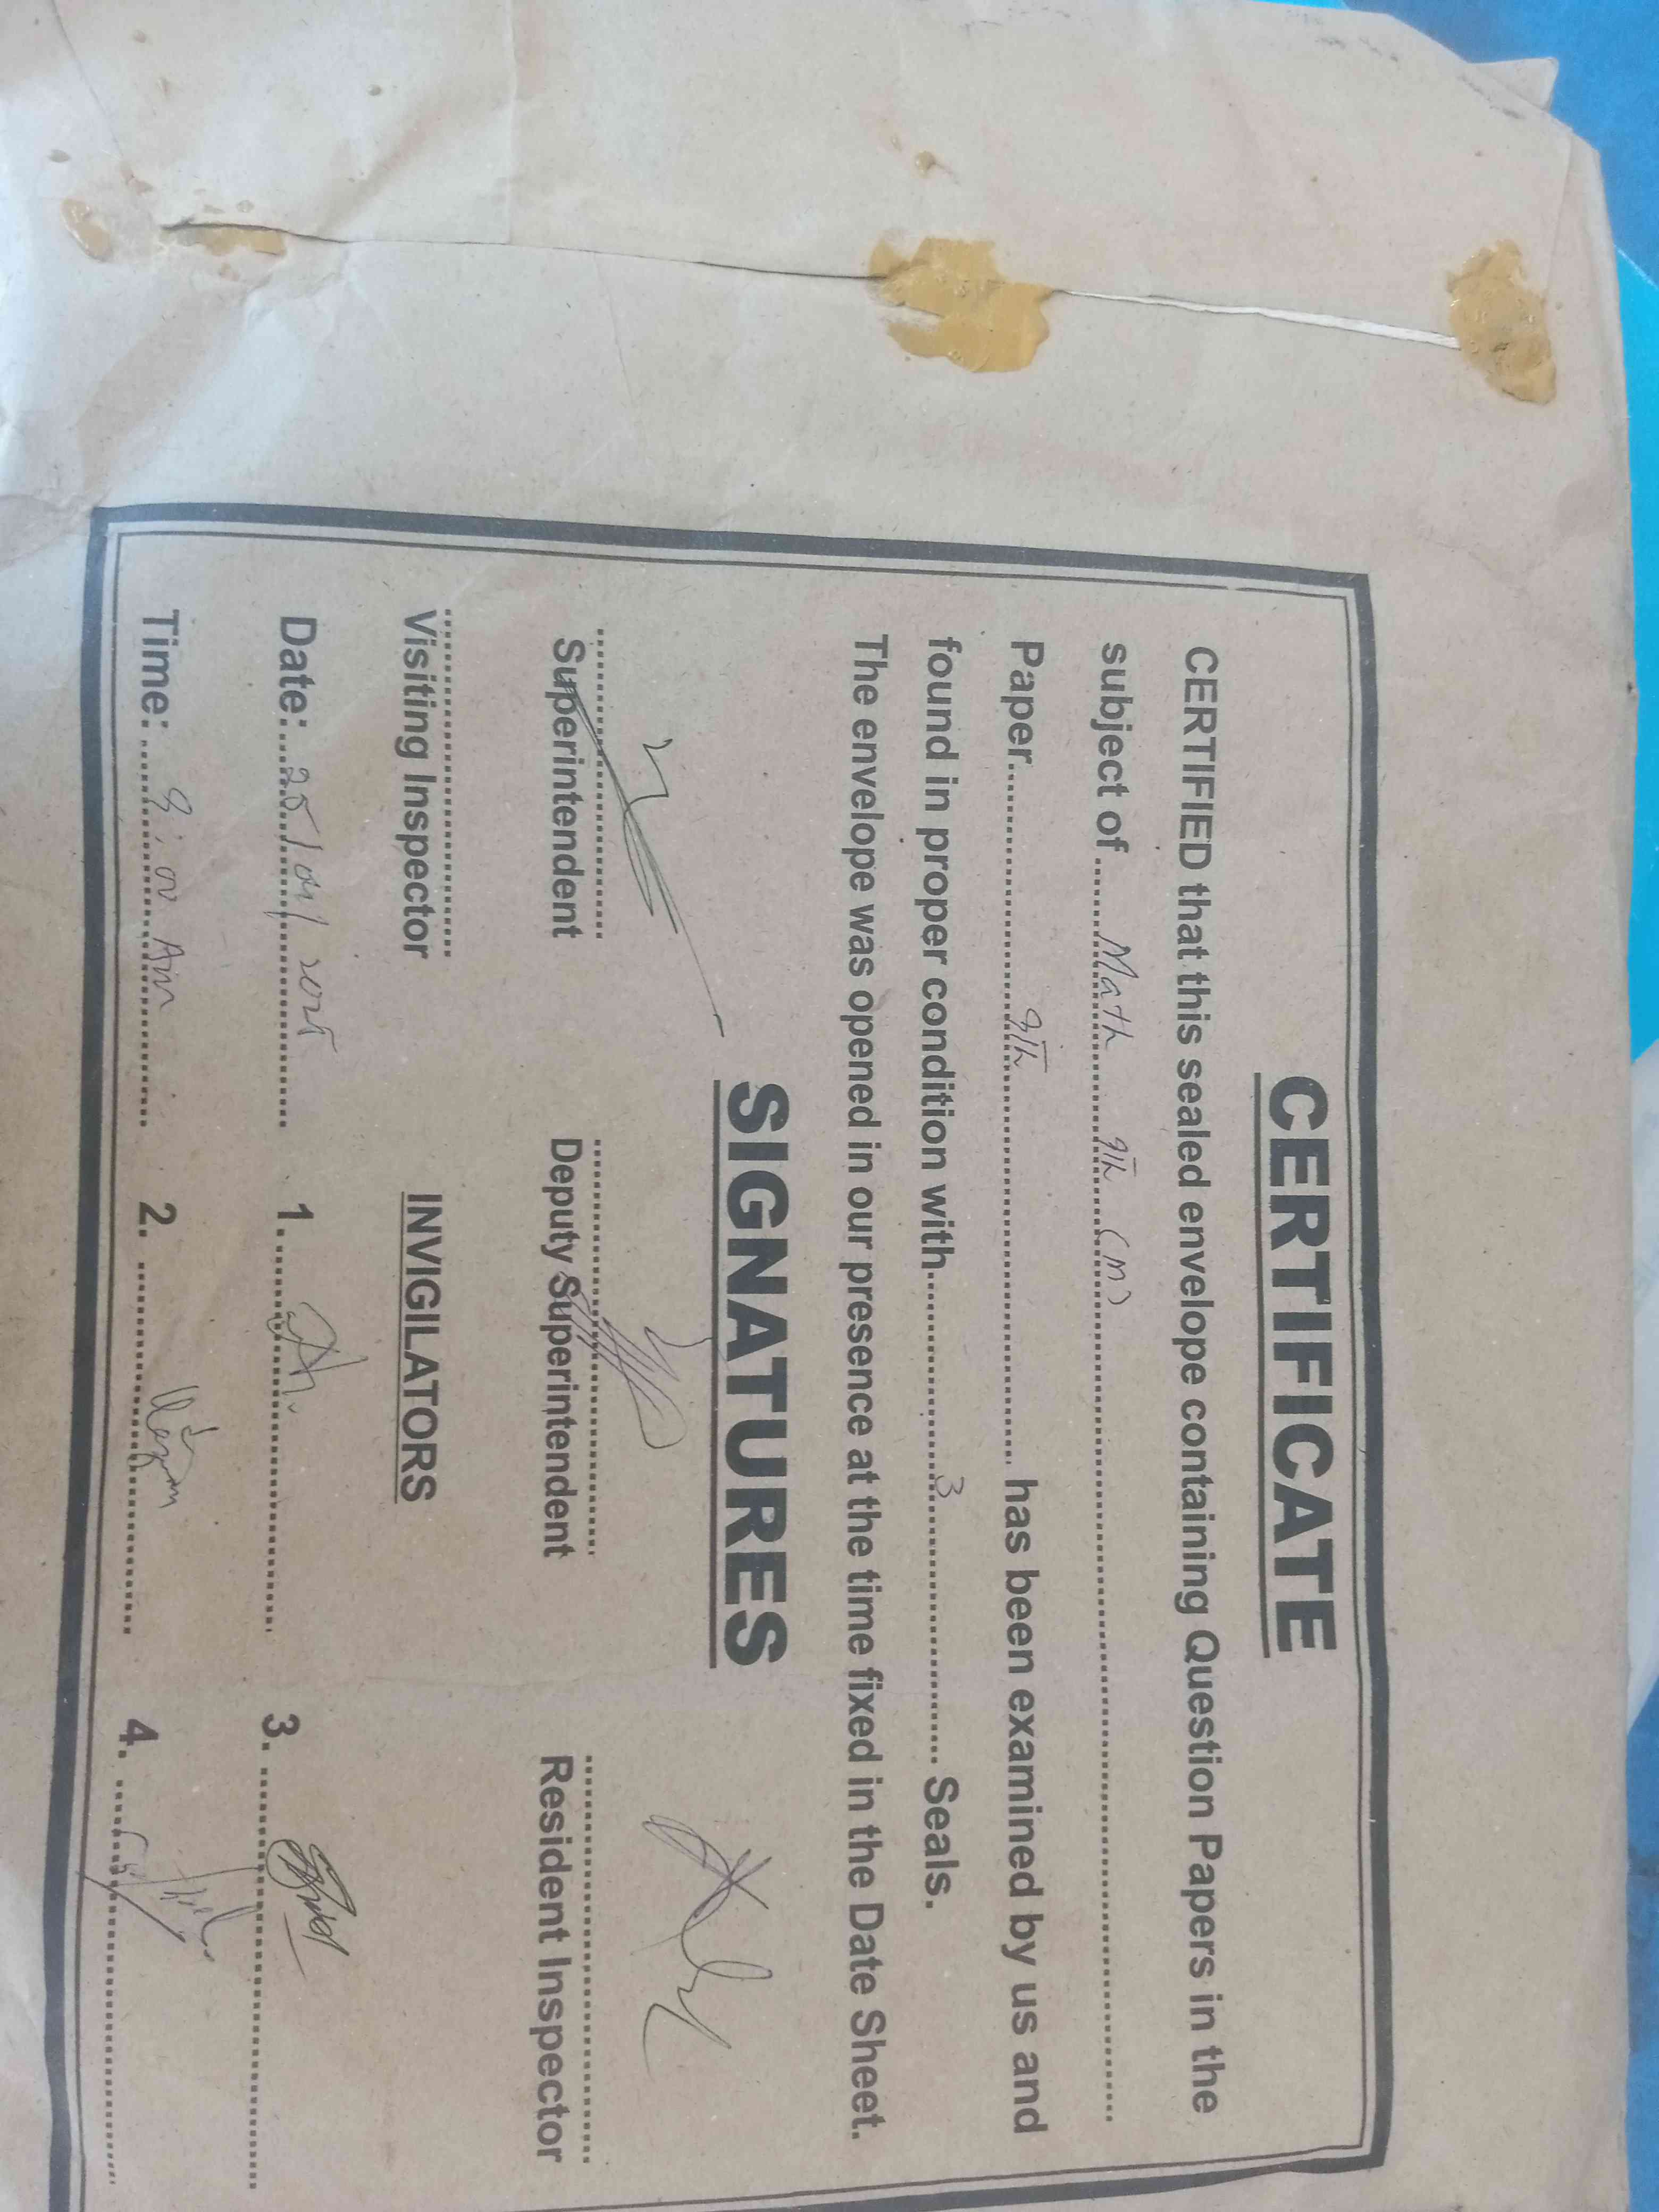 CERTIFICATE
CERTIFIED that this sealed envelope containing Question Papers in the
subject of Math 9th (m)
Paper 9th has been examined by us and
found in proper condition with 3 Seals.
The envelope was opened in our presence at the time fixed in the Date Sheet.
SIGNATURES
Superintendent Deputy Superintendent Resident Inspector
Visiting Inspector INVIGILATORS
Date: 25/04/2025 1. 3.
Time: 8:00 Am 2. 4.